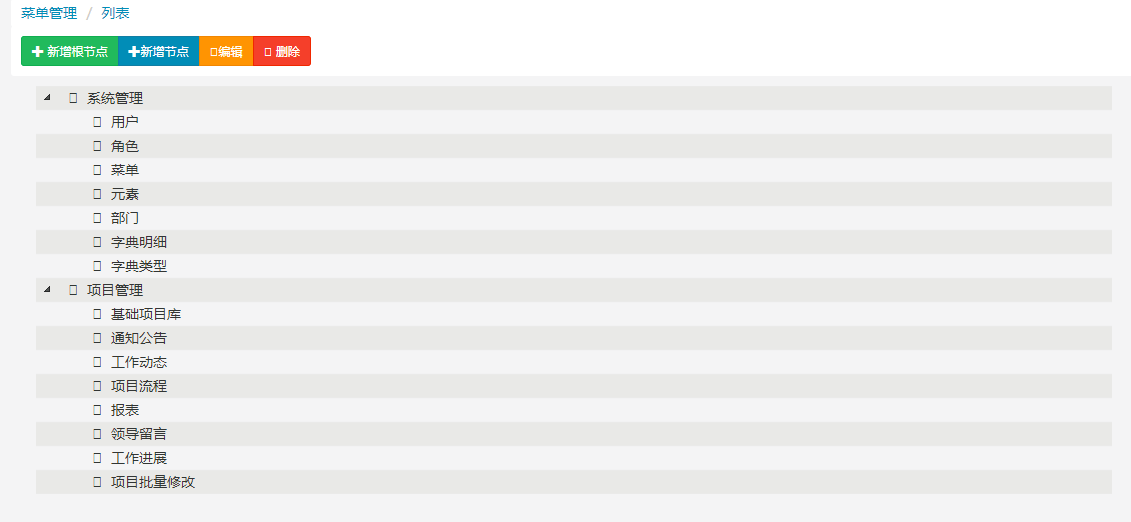 菜单管理 / 列表
新增根节点 新增节点 编辑 删除
系统管理
用户
角色
菜单
元素
部门
字典明细
字典类型
项目管理
基础项目库
通知公告
工作动态
项目流程
报表
领导留言
工作进展
项目批量修改